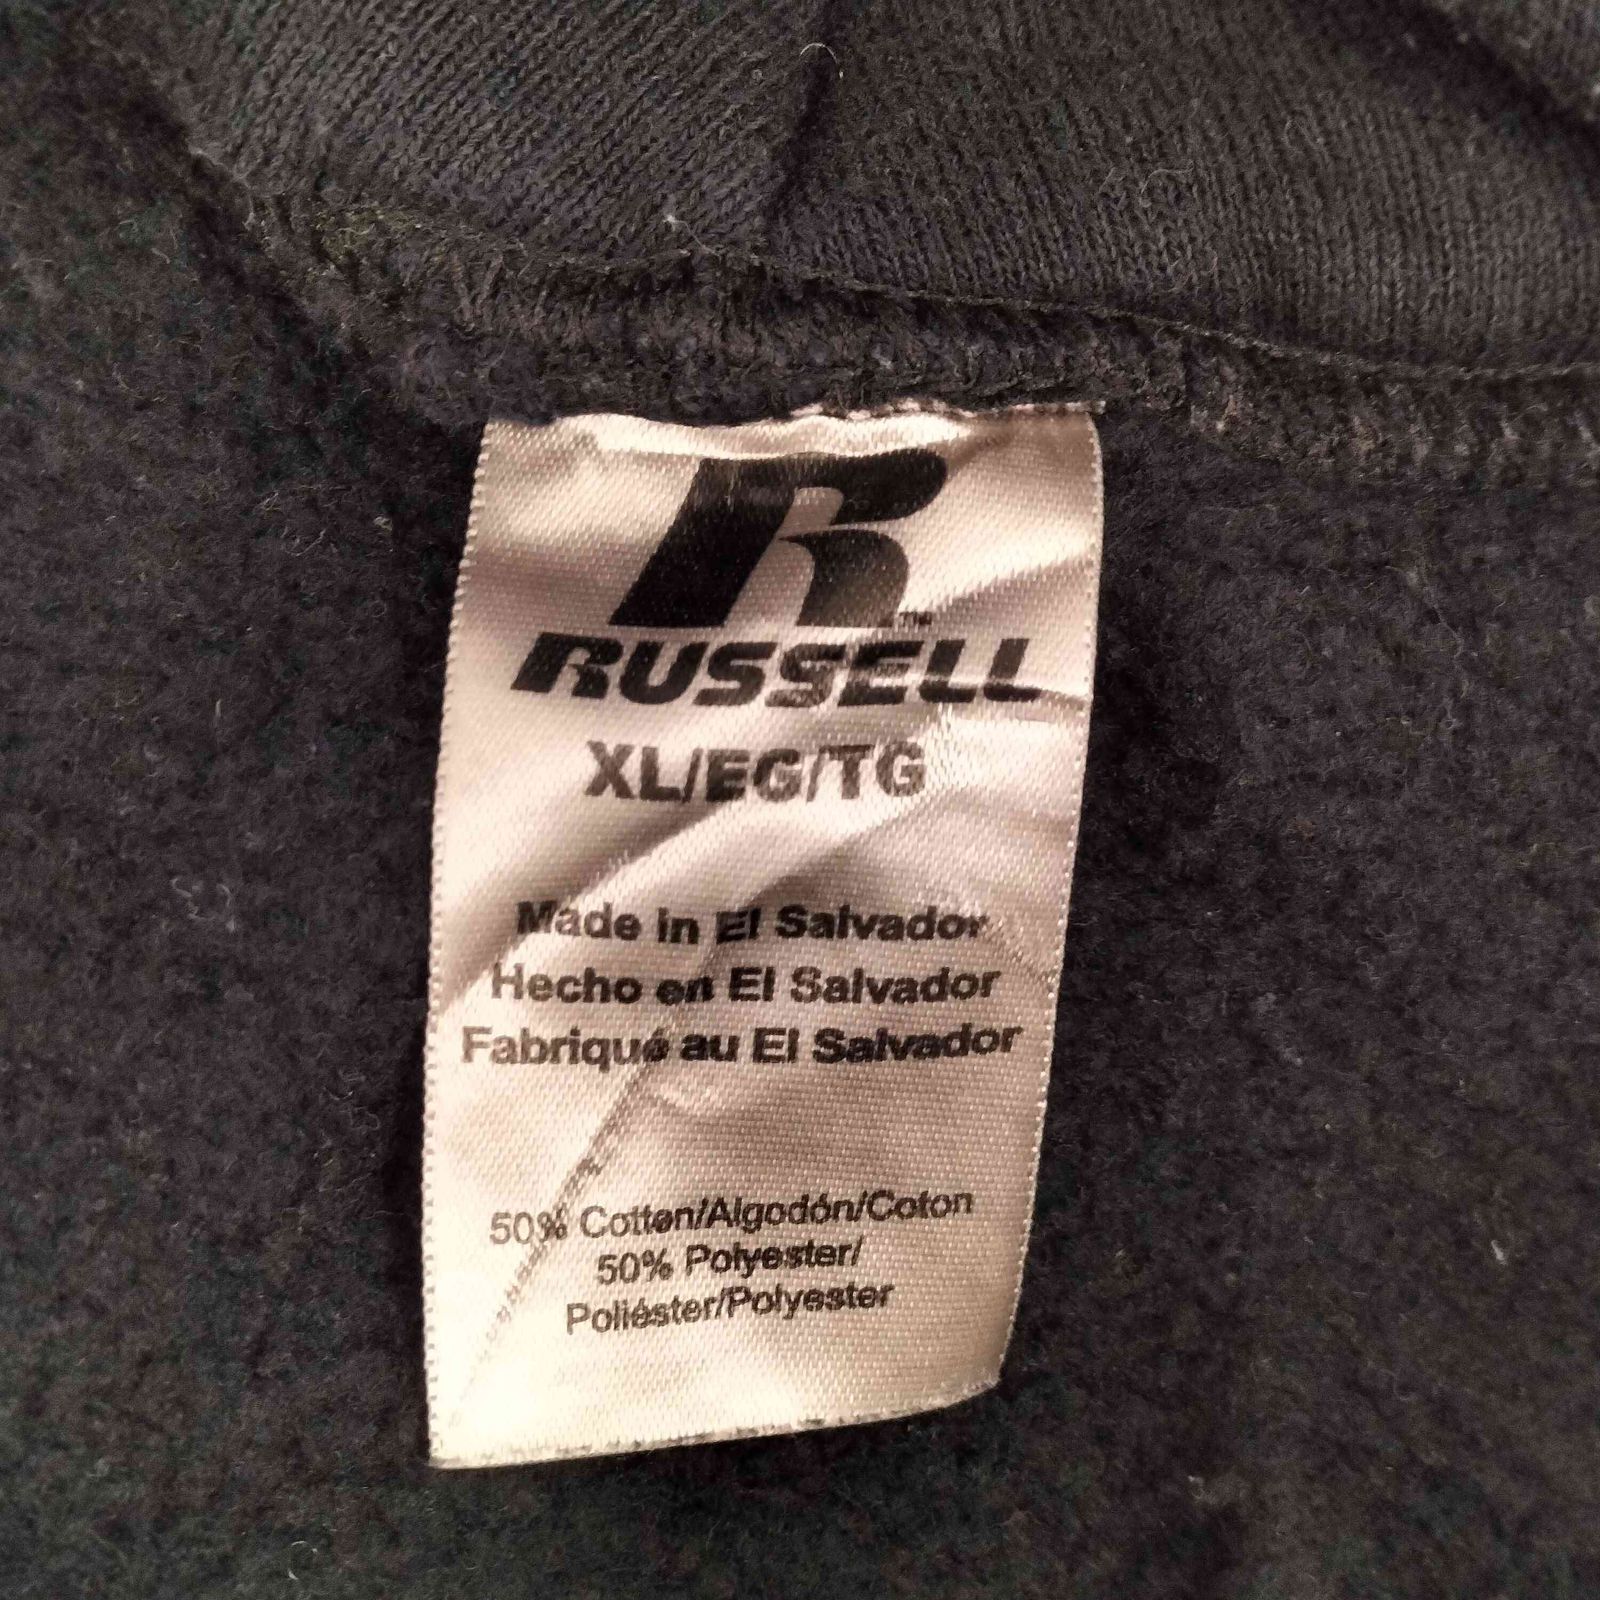 R™
RUSSELL
XL/EG/TG
Made in El Salvador
Hecho en El Salvador
Fabriqué au El Salvador
50% Cotton/Algodón/Coton
50% Polyester/
Poliéster/Polyester